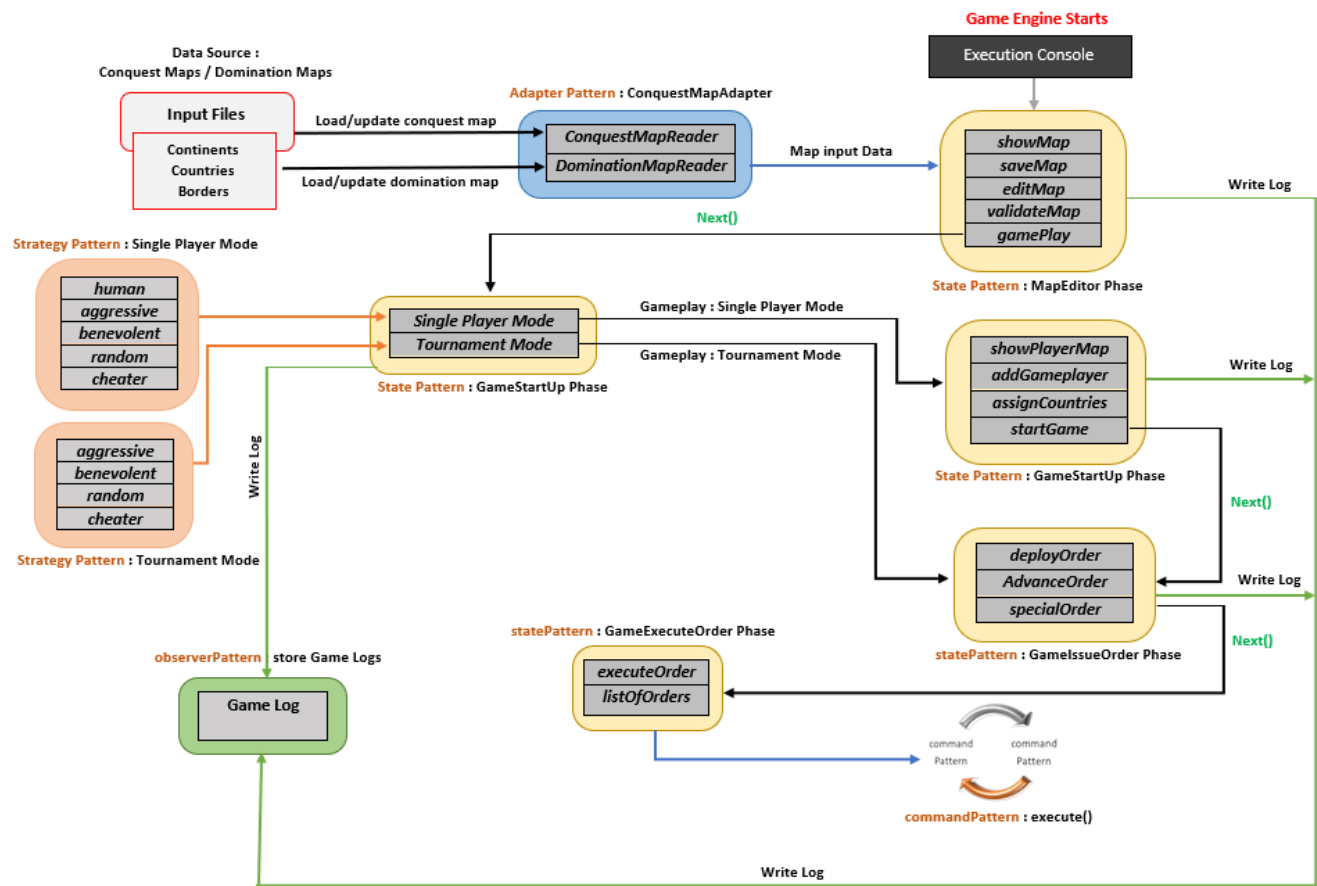 Game Engine Starts
Execution Console
Data Source :
Conquest Maps / Domination Maps
Input Files
Continents
Countries
Borders
Load/update conquest map
Load/update domination map
Adapter Pattern : ConquestMapAdapter
ConquestMapReader
DominationMapReader
Map input Data
showMap
saveMap
editMap
validateMap
gamePlay
State Pattern : MapEditor Phase
Write Log
Next()
Strategy Pattern : Single Player Mode
human
aggressive
benevolent
random
cheater
Single Player Mode
Tournament Mode
State Pattern : GameStartUp Phase
Gameplay : Single Player Mode
Gameplay : Tournament Mode
showPlayerMap
addGameplayer
assignCountries
startGame
State Pattern : GameStartUp Phase
Write Log
Next()
aggressive
benevolent
random
cheater
Strategy Pattern : Tournament Mode
Write Log
deployOrder
AdvanceOrder
specialOrder
statePattern : GameIssueOrder Phase
Write Log
Next()
statePattern : GameExecuteOrder Phase
executeOrder
listOfOrders
observerPattern store Game Logs
Game Log
command
Pattern
command
Pattern
commandPattern : execute()
Write Log